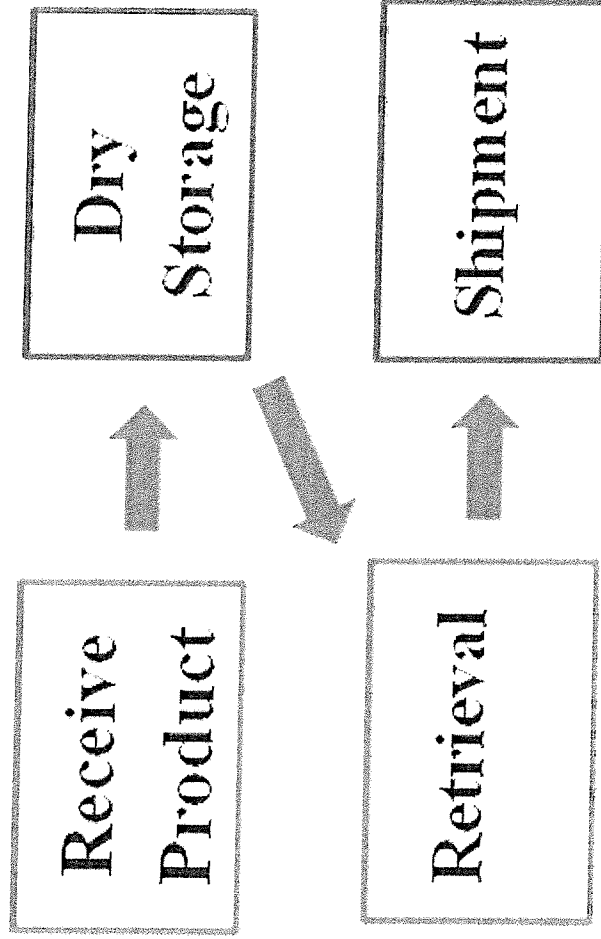 Receive
Product
Dry
Storage
Retrieval
Shipment